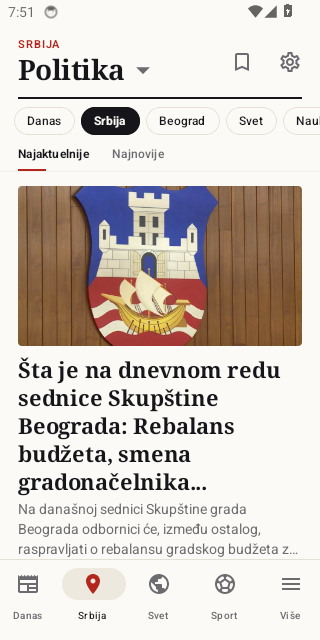 7:51
SRBIJA
Politika
Danas
Srbija
Beograd
Svet
Najaktuelnije
Najnovije
Šta je na dnevnom redu
sednice Skupštine
Beograda: Rebalans
budžeta, smena
gradonačelnika...
Na današnoj sednici Skupštine grada
Beograda odbornici će, između ostalog,
raspravljati o rebalansu gradskog budžeta z...
Danas
Srbija
Svet
Sport
Više